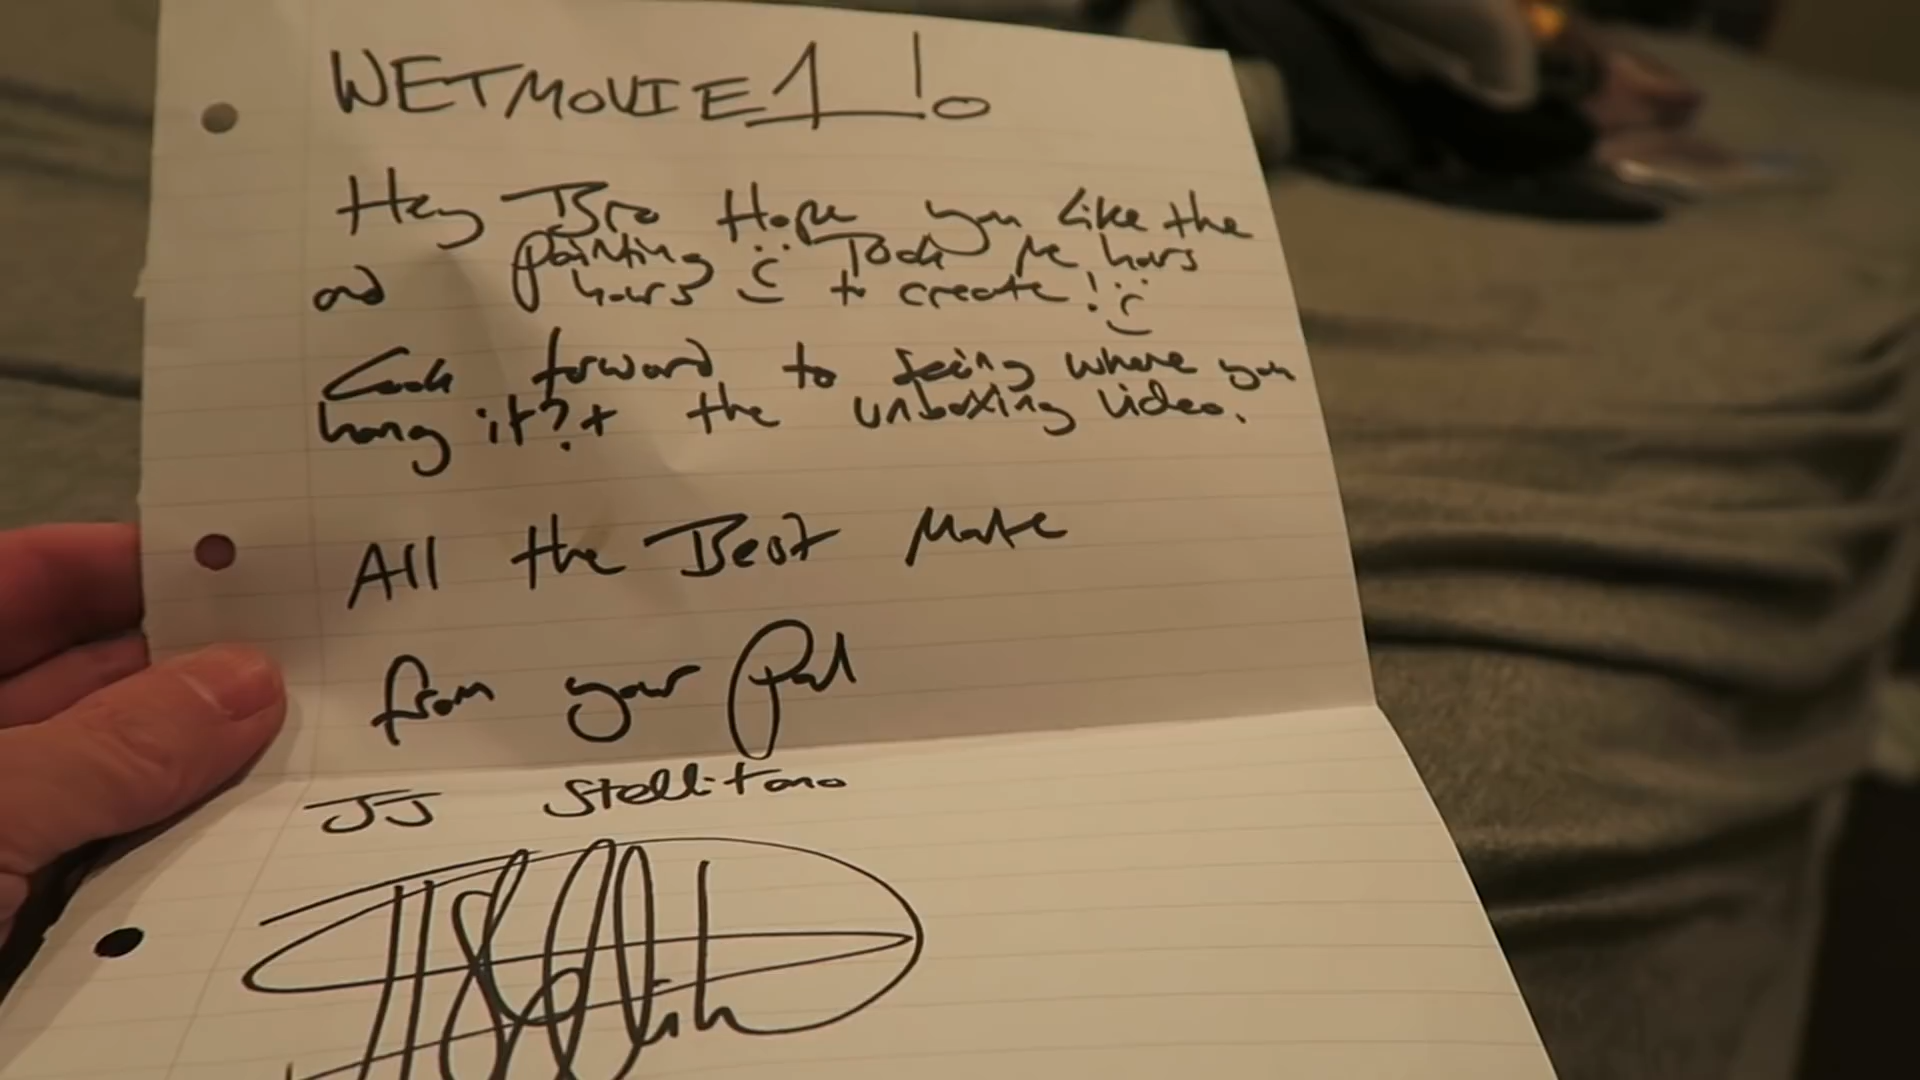 WETMOVIE1!
Hey Bro Hope you like the
painting :) Took me hours
and hours to create! :)
Look forward to seing where you
hang it? + the unboxing video.
All the Best Mate
from your Pal
JJ Stellitano